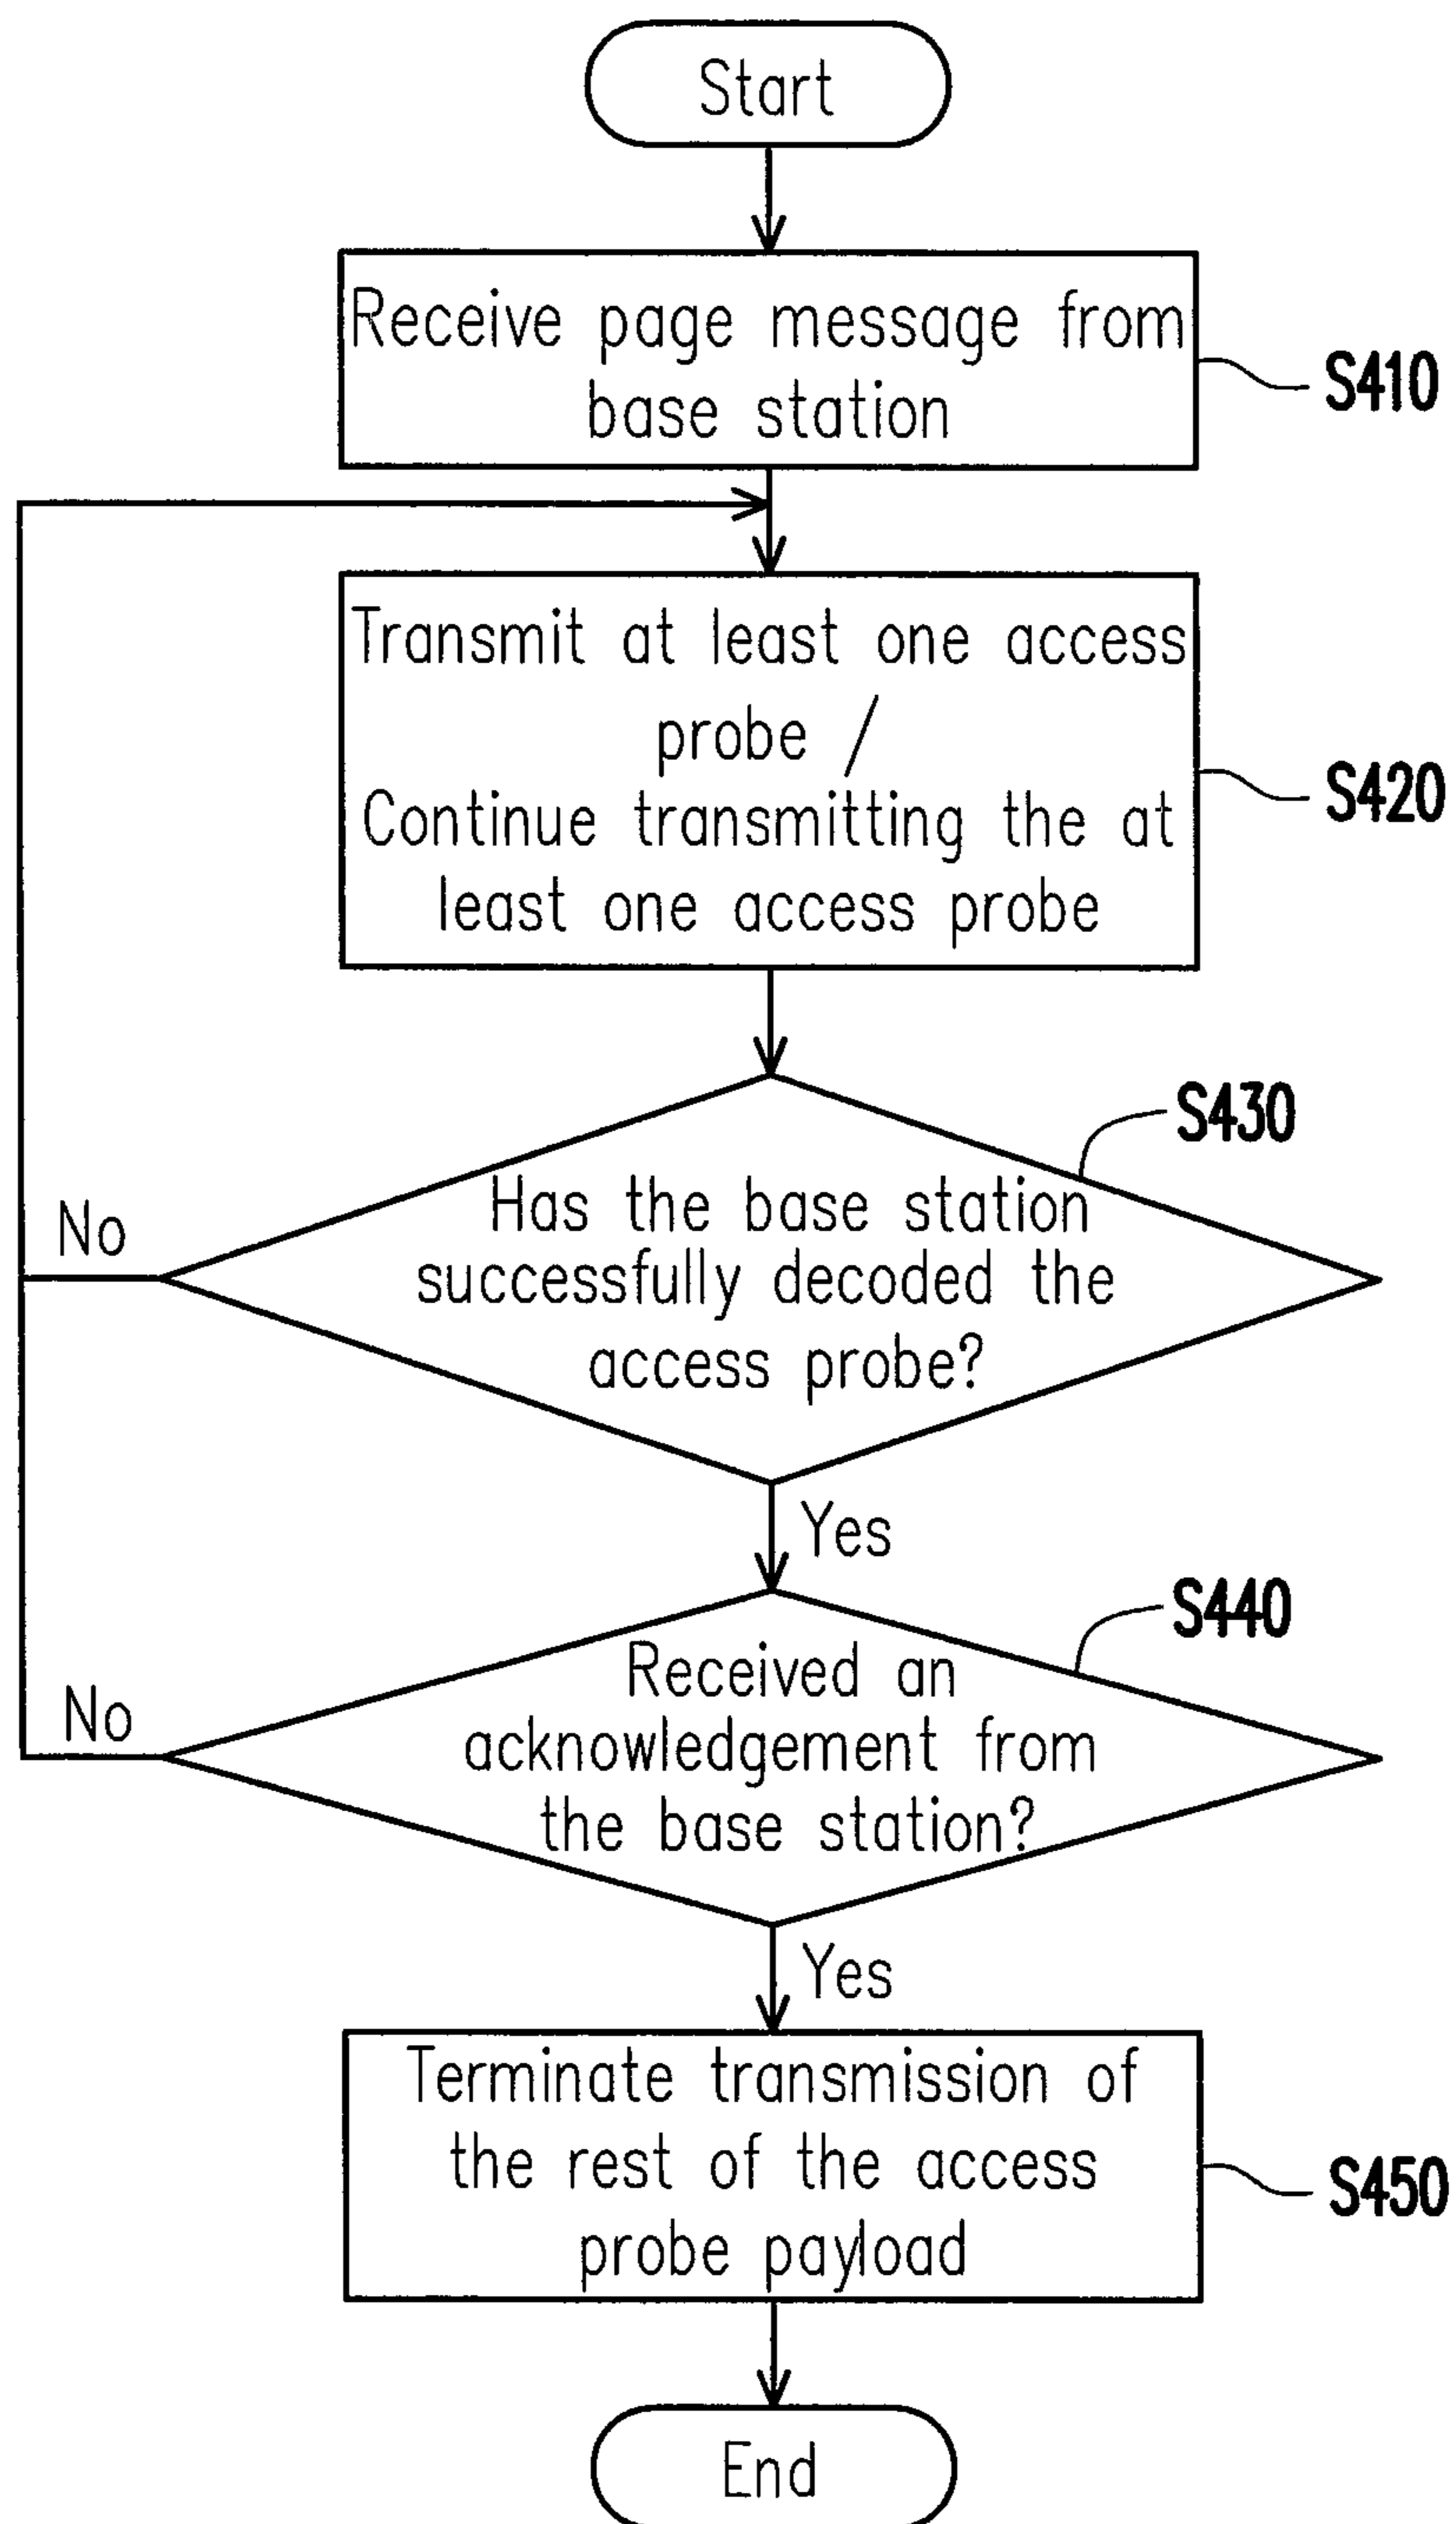 Start
Receive page message from
base station
S410
Transmit at least one access
probe /
Continue transmitting the at
least one access probe
S420
S430
Has the base station
successfully decoded the
access probe?
No
Yes
S440
Received an
acknowledgement from
the base station?
No
Yes
Terminate transmission of
the rest of the access
probe payload
S450
End